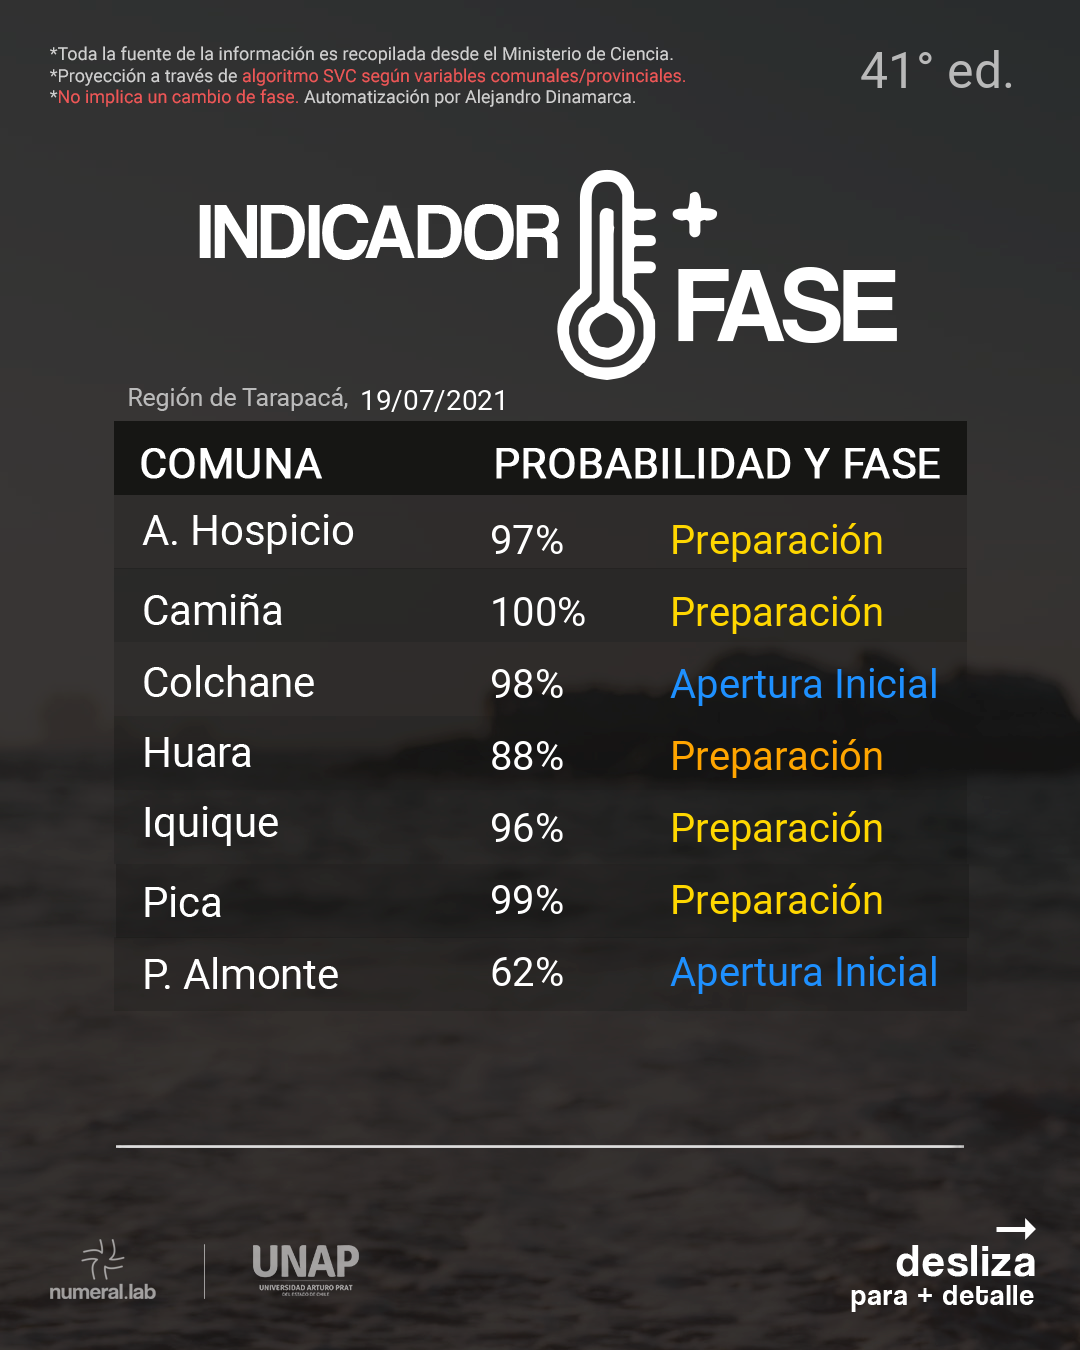 *Toda la fuente de la información es recopilada desde el Ministerio de Ciencia.
*Proyección a través de algoritmo SVC según variables comunales/provinciales.
*No implica un cambio de fase. Automatización por Alejandro Dinamarca.
41° ed.
INDICADOR
+
FASE
Región de Tarapacá, 19/07/2021
COMUNA PROBABILIDAD Y FASE
A. Hospicio 97% Preparación
Camiña 100% Preparación
Colchane 98% Apertura Inicial
Huara 88% Preparación
Iquique 96% Preparación
Pica 99% Preparación
P. Almonte 62% Apertura Inicial
numeral.lab
UNAP
UNIVERSIDAD ARTURO PRAT
DEL ESTADO DE CHILE
desliza
para + detalle